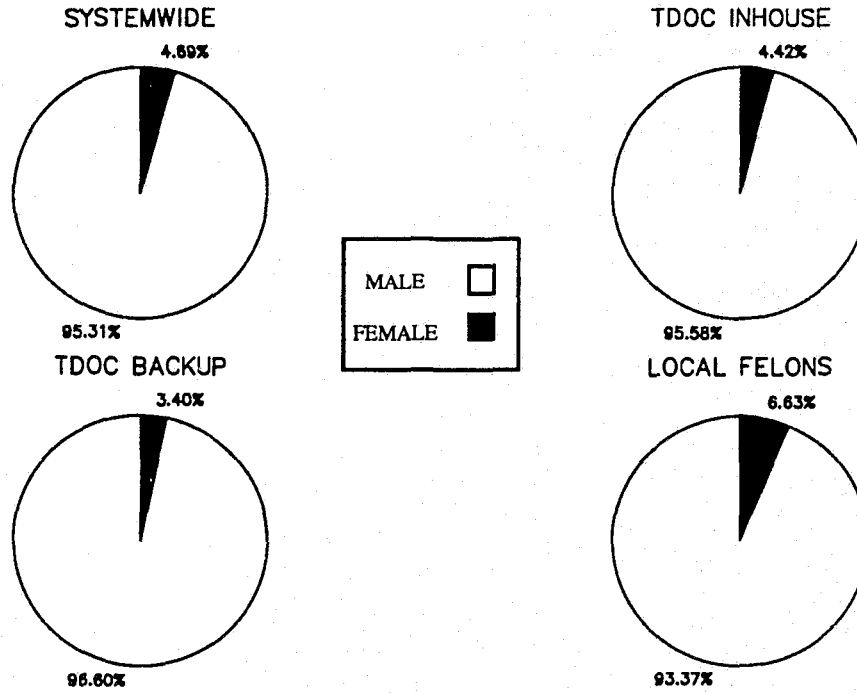 SYSTEMWIDE
4.69%
95.31%
TDOC INHOUSE
4.42%
95.58%
MALE
FEMALE
TDOC BACKUP
3.40%
96.60%
LOCAL FELONS
6.63%
93.37%